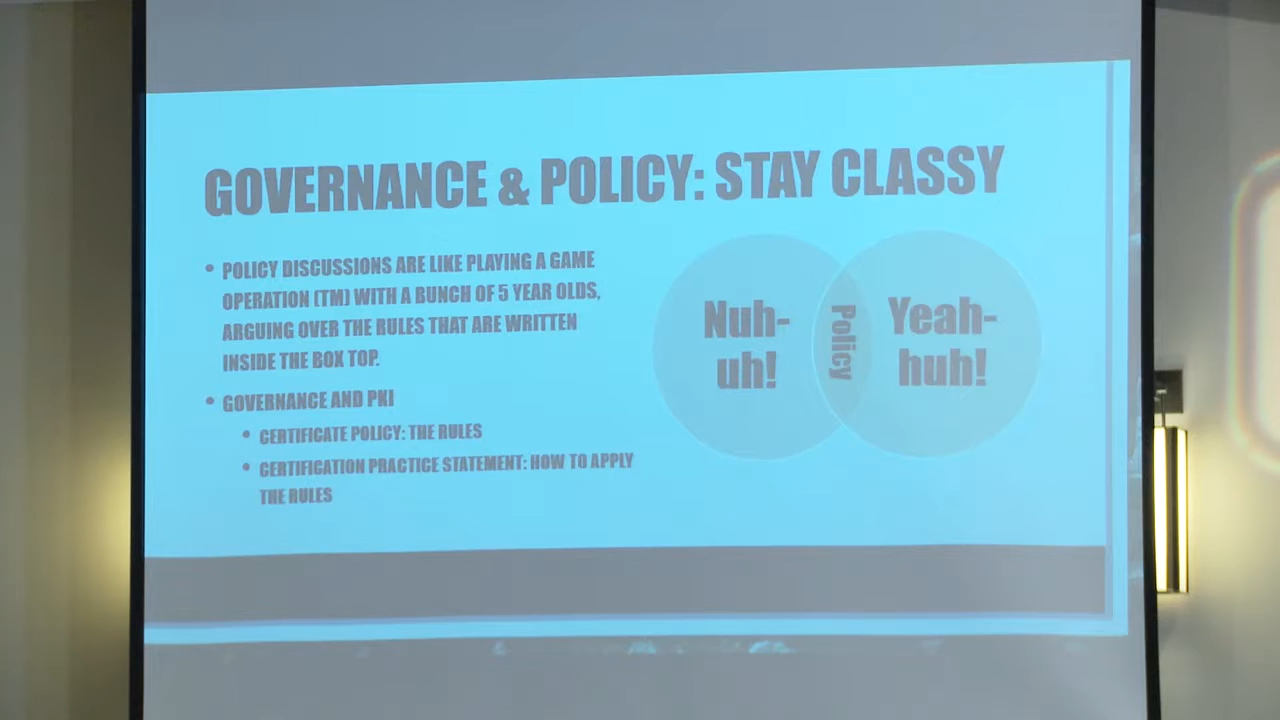 GOVERNANCE & POLICY: STAY CLASSY
• POLICY DISCUSSIONS ARE LIKE PLAYING A GAME
OPERATION (TM) WITH A BUNCH OF 5 YEAR OLDS,
ARGUING OVER THE RULES THAT ARE WRITTEN
INSIDE THE BOX TOP.
• GOVERNANCE AND PKI
• CERTIFICATE POLICY: THE RULES
• CERTIFICATION PRACTICE STATEMENT: HOW TO APPLY
THE RULES
Nuh-
uh!
Policy
Yeah-
huh!